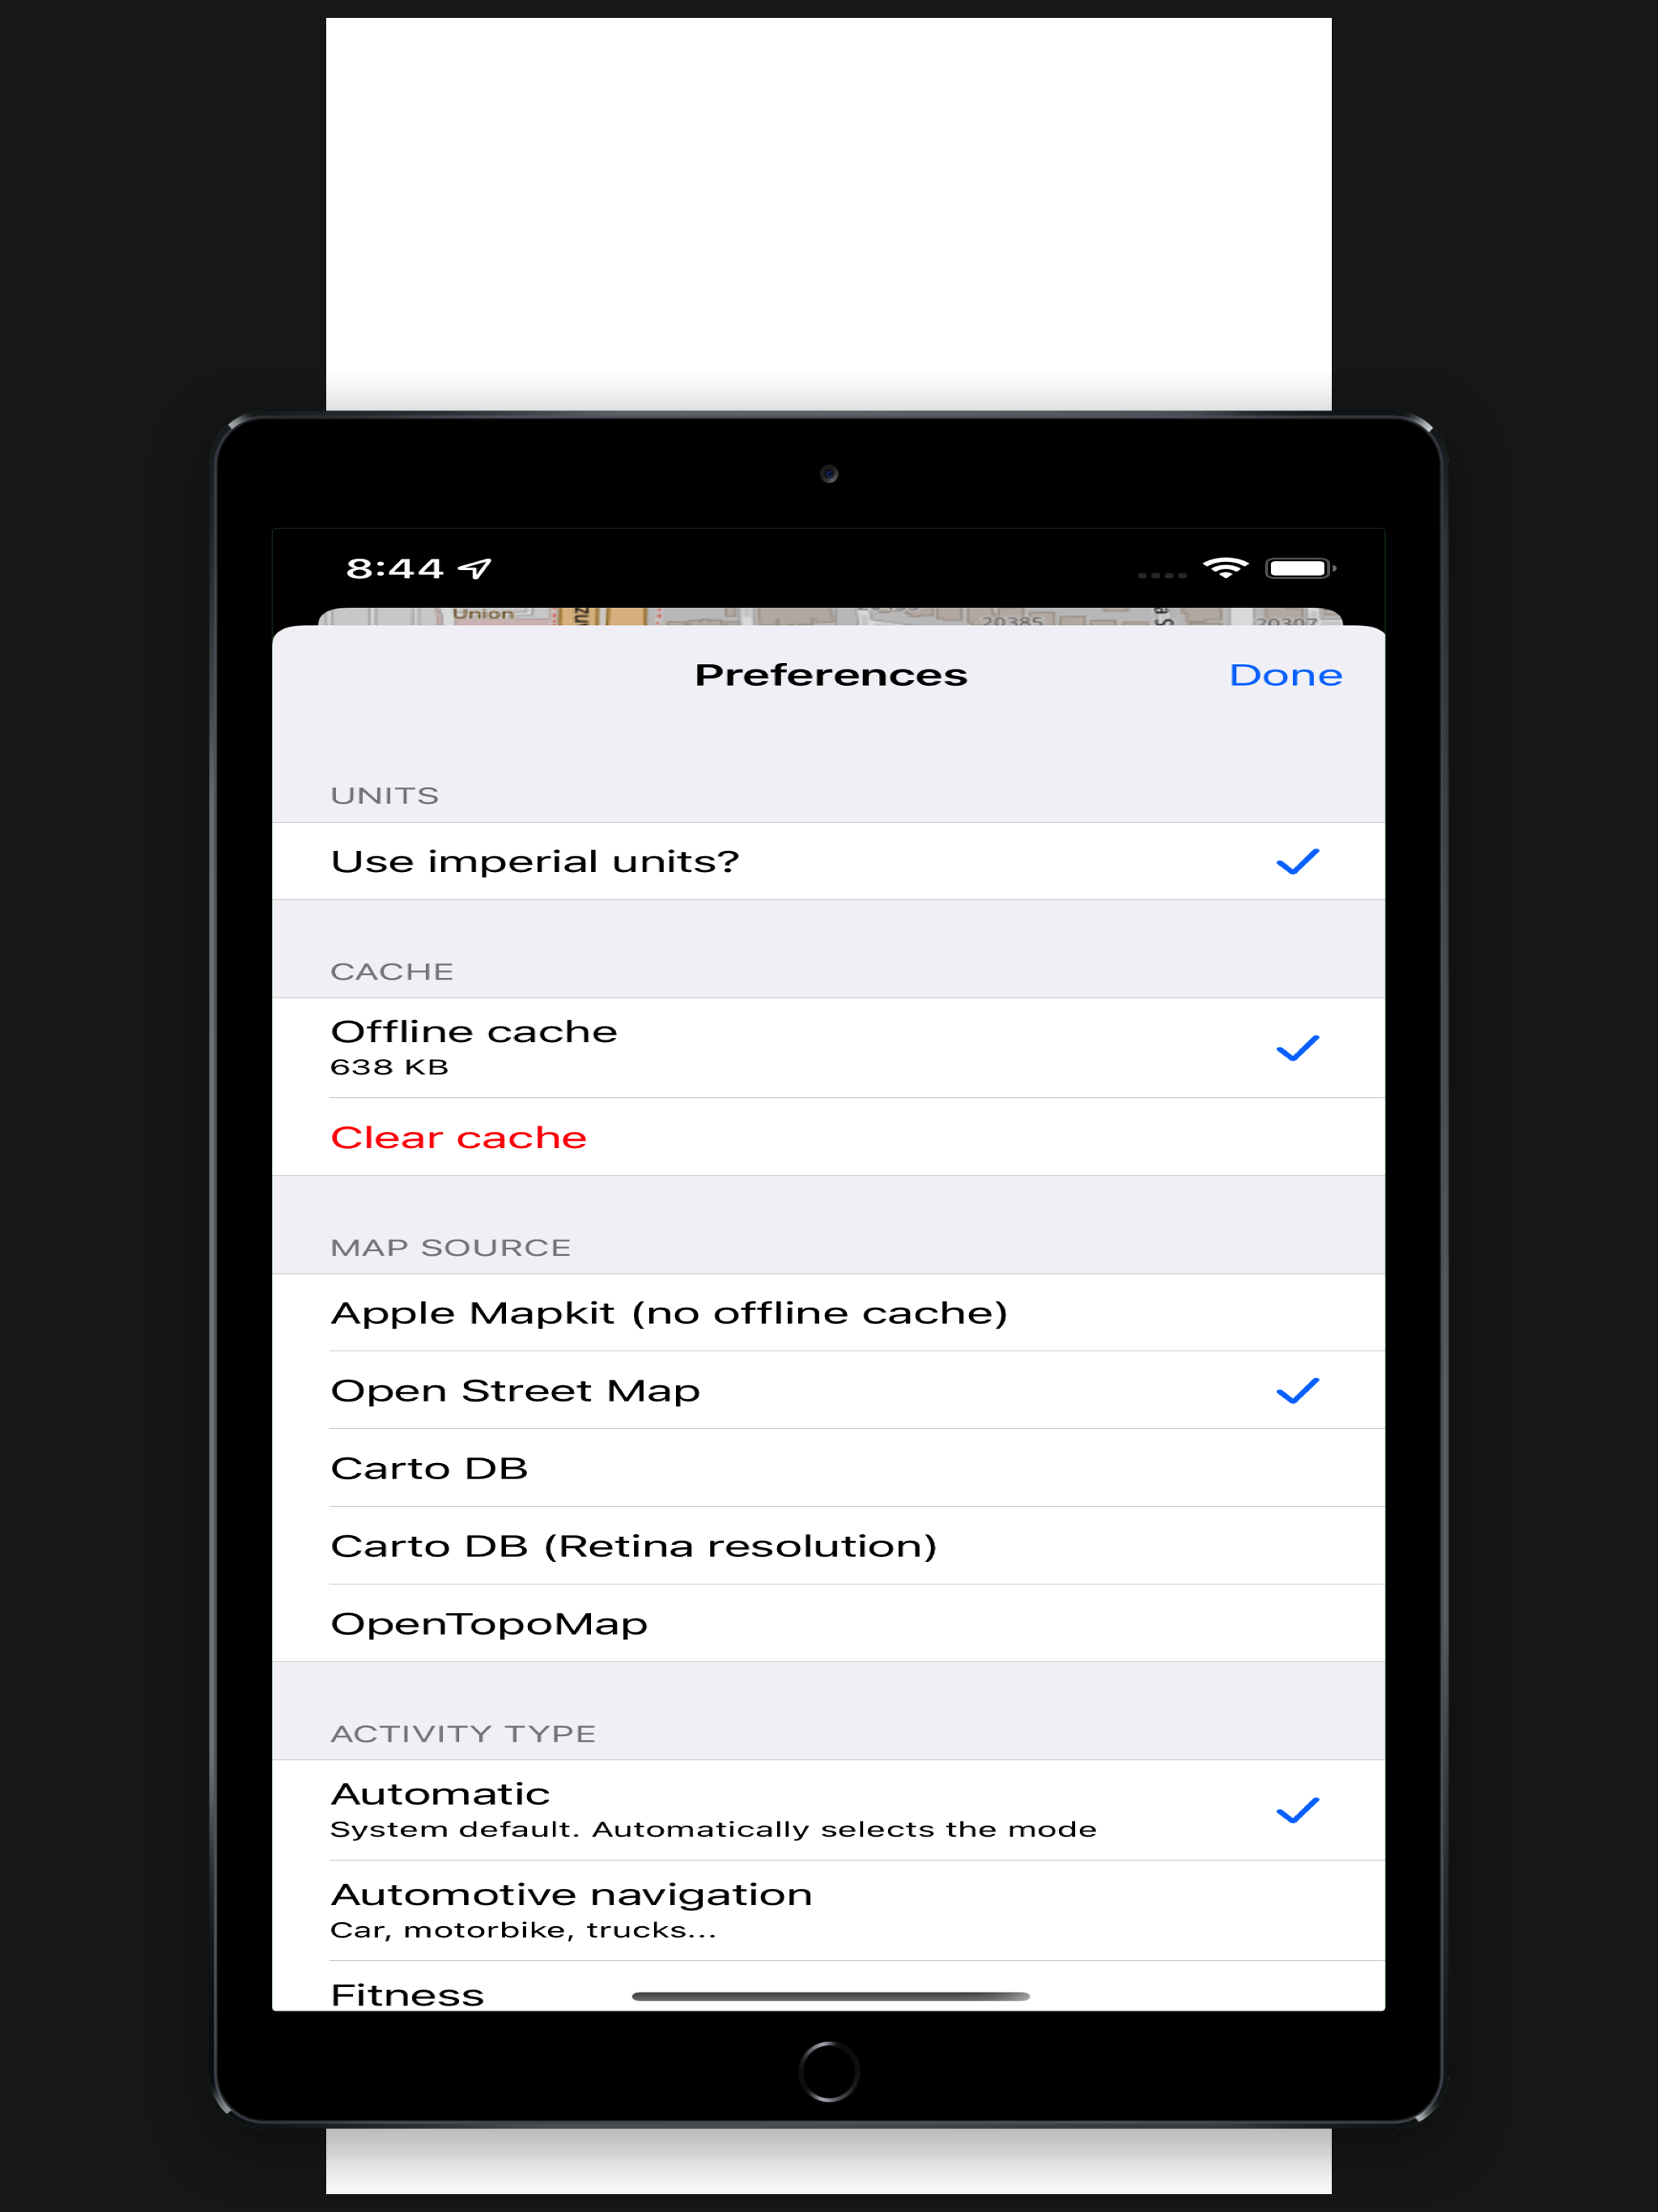 8:44
Union
20385
20307
Preferences
Done
UNITS
Use imperial units?
CACHE
Offline cache
638 KB
Clear cache
MAP SOURCE
Apple Mapkit (no offline cache)
Open Street Map
Carto DB
Carto DB (Retina resolution)
OpenTopoMap
ACTIVITY TYPE
Automatic
System default. Automatically selects the mode
Automotive navigation
Car, motorbike, trucks...
Fitness